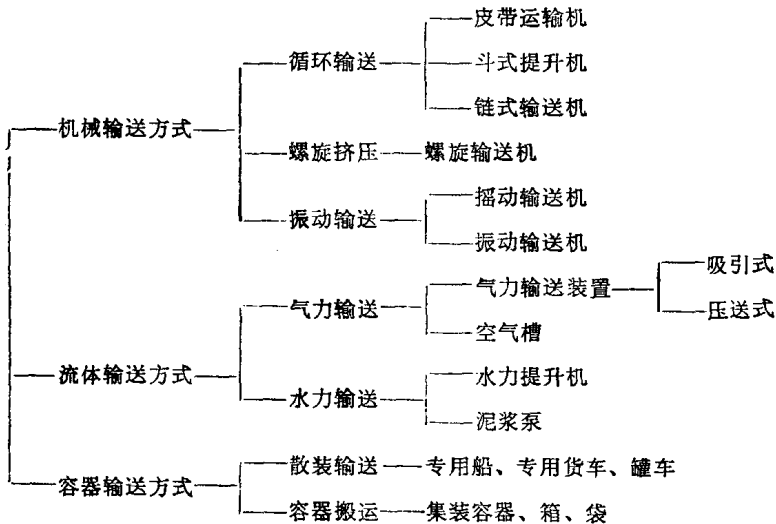 皮带运输机
循环输送
斗式提升机
链式输送机
机械输送方式
螺旋挤压
螺旋输送机
摇动输送机
振动输送
振动输送机
吸引式
气力输送
气力输送装置
压送式
空气槽
流体输送方式
水力提升机
水力输送
泥浆泵
散装输送
专用船、专用货车、罐车
容器输送方式
容器搬运
集装容器、箱、袋